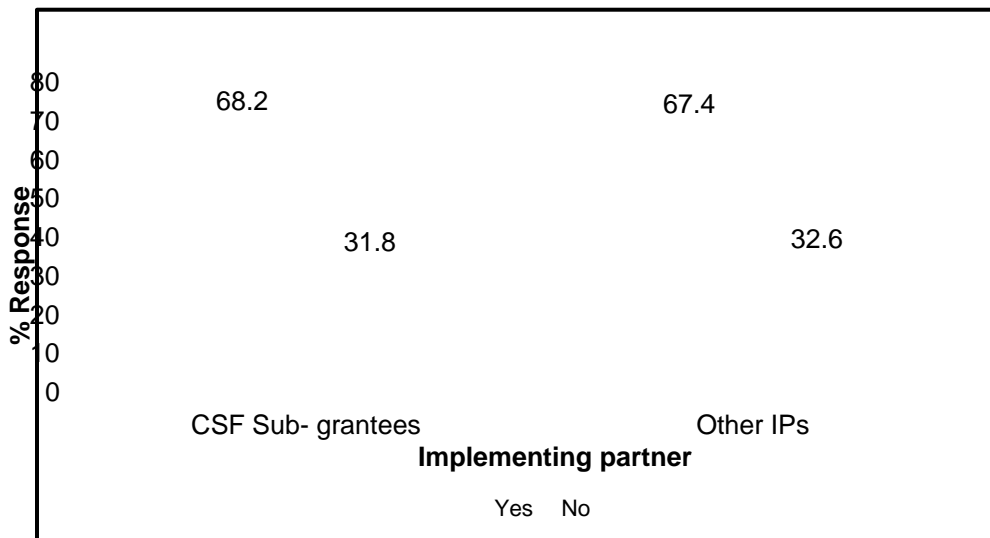 80
68.2
67.4
70
60
50
40
31.8
32.6
30
20
10
0
% Response
CSF Sub- grantees
Other IPs
Implementing partner
Yes No